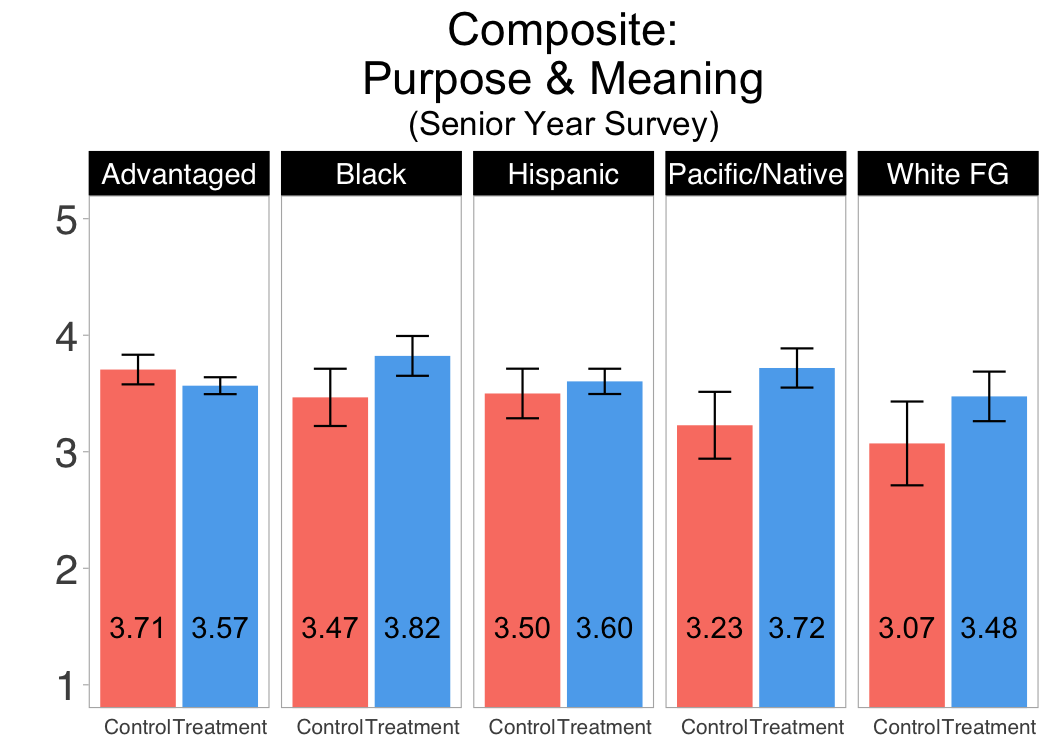 Composite:
Purpose & Meaning
(Senior Year Survey)
Advantaged Black Hispanic Pacific/Native White FG
5
4
3
2
3.71 3.57 3.47 3.82 3.50 3.60 3.23 3.72 3.07 3.48
1
Control Treatment Control Treatment Control Treatment Control Treatment Control Treatment